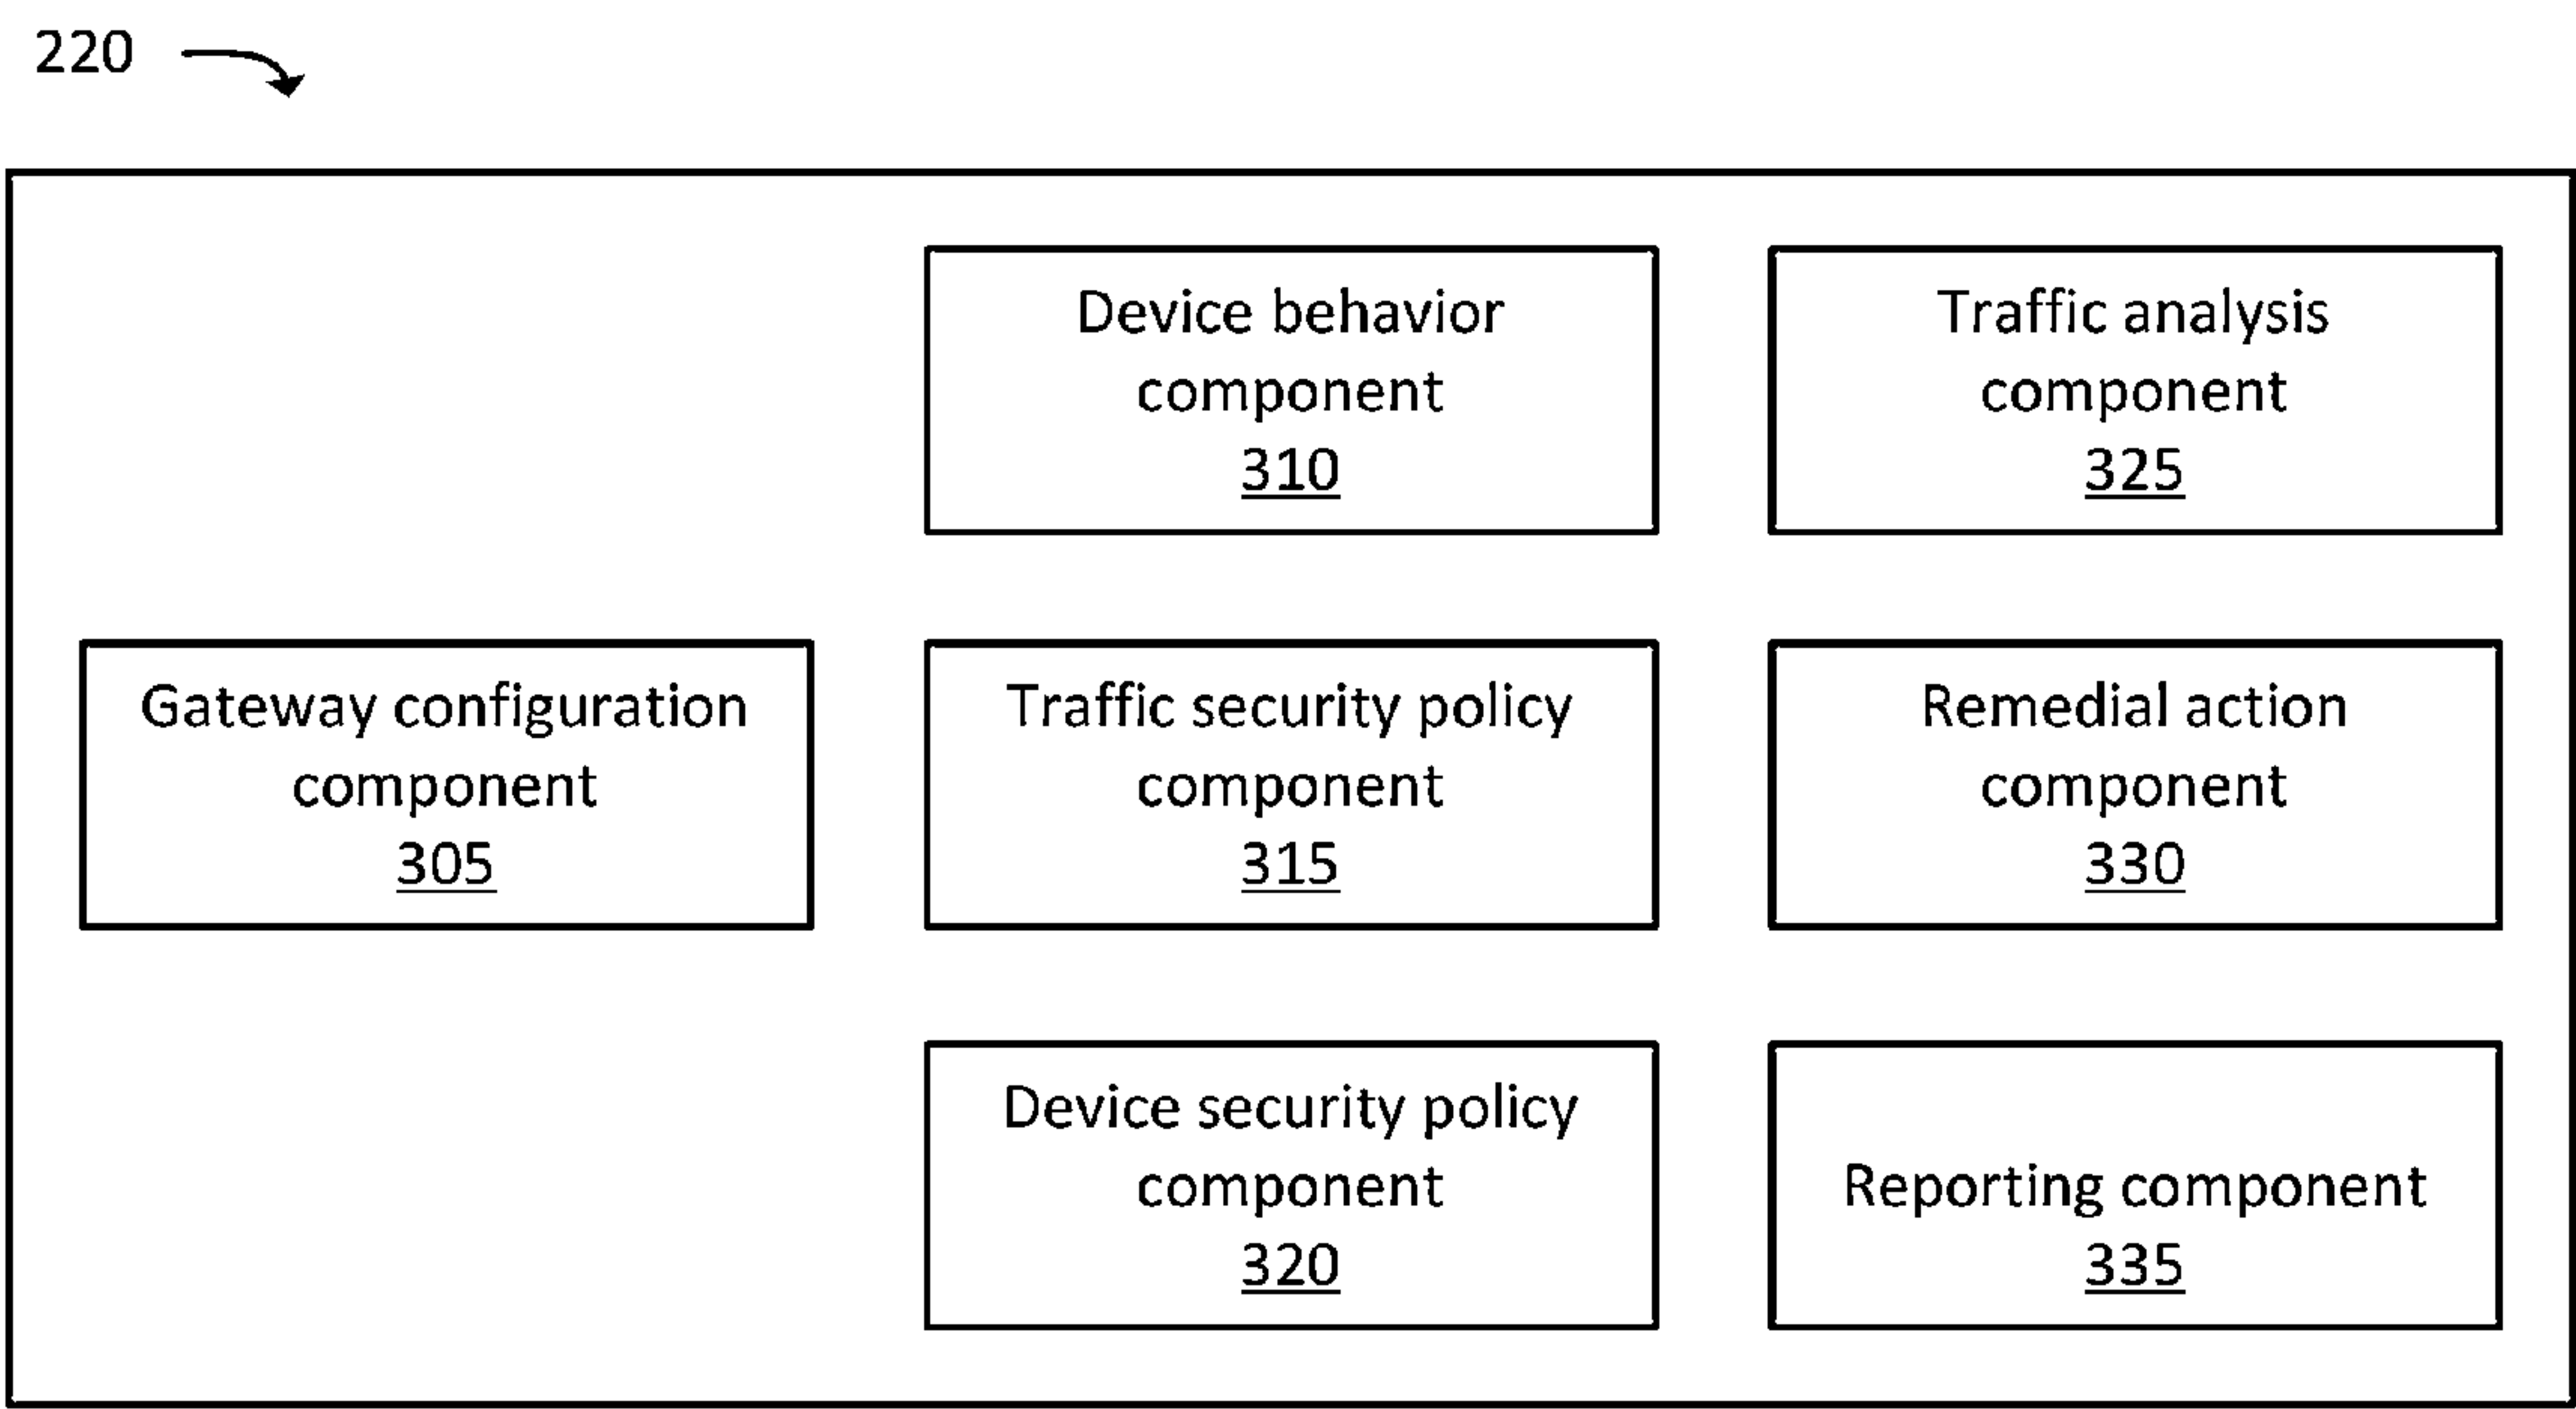 220
Device behavior
component
310
Traffic analysis
component
325
Gateway configuration
component
305
Traffic security policy
component
315
Remedial action
component
330
Device security policy
component
320
Reporting component
335